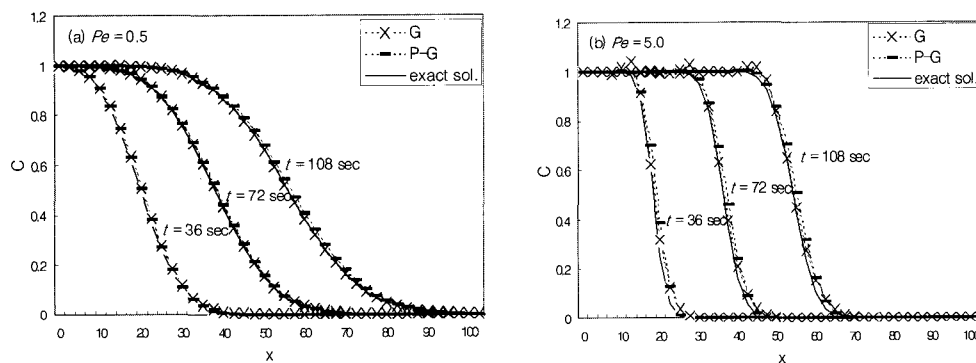 (a) Pe = 0.5
G
P-G
exact sol.
C
1.2
1
0.8
0.6
0.4
0.2
0
t = 108 sec
t = 72 sec
t = 36 sec
0 10 20 30 40 50 60 70 80 90 100
X
(b) Pe = 5.0
G
P-G
exact sol.
C
1.2
1
0.8
0.6
0.4
0.2
0
t = 108 sec
t = 72 sec
t = 36 sec
0 10 20 30 40 50 60 70 80 90 100
X